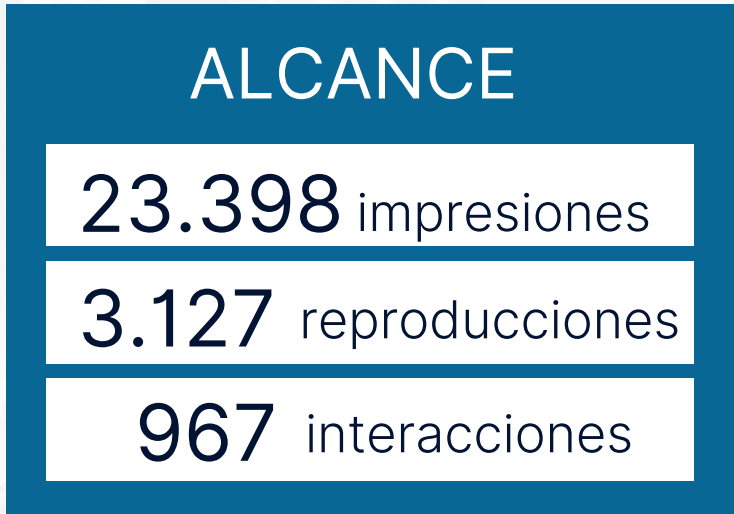 ALCANCE
23.398 impresiones
3.127 reproducciones
967 interacciones